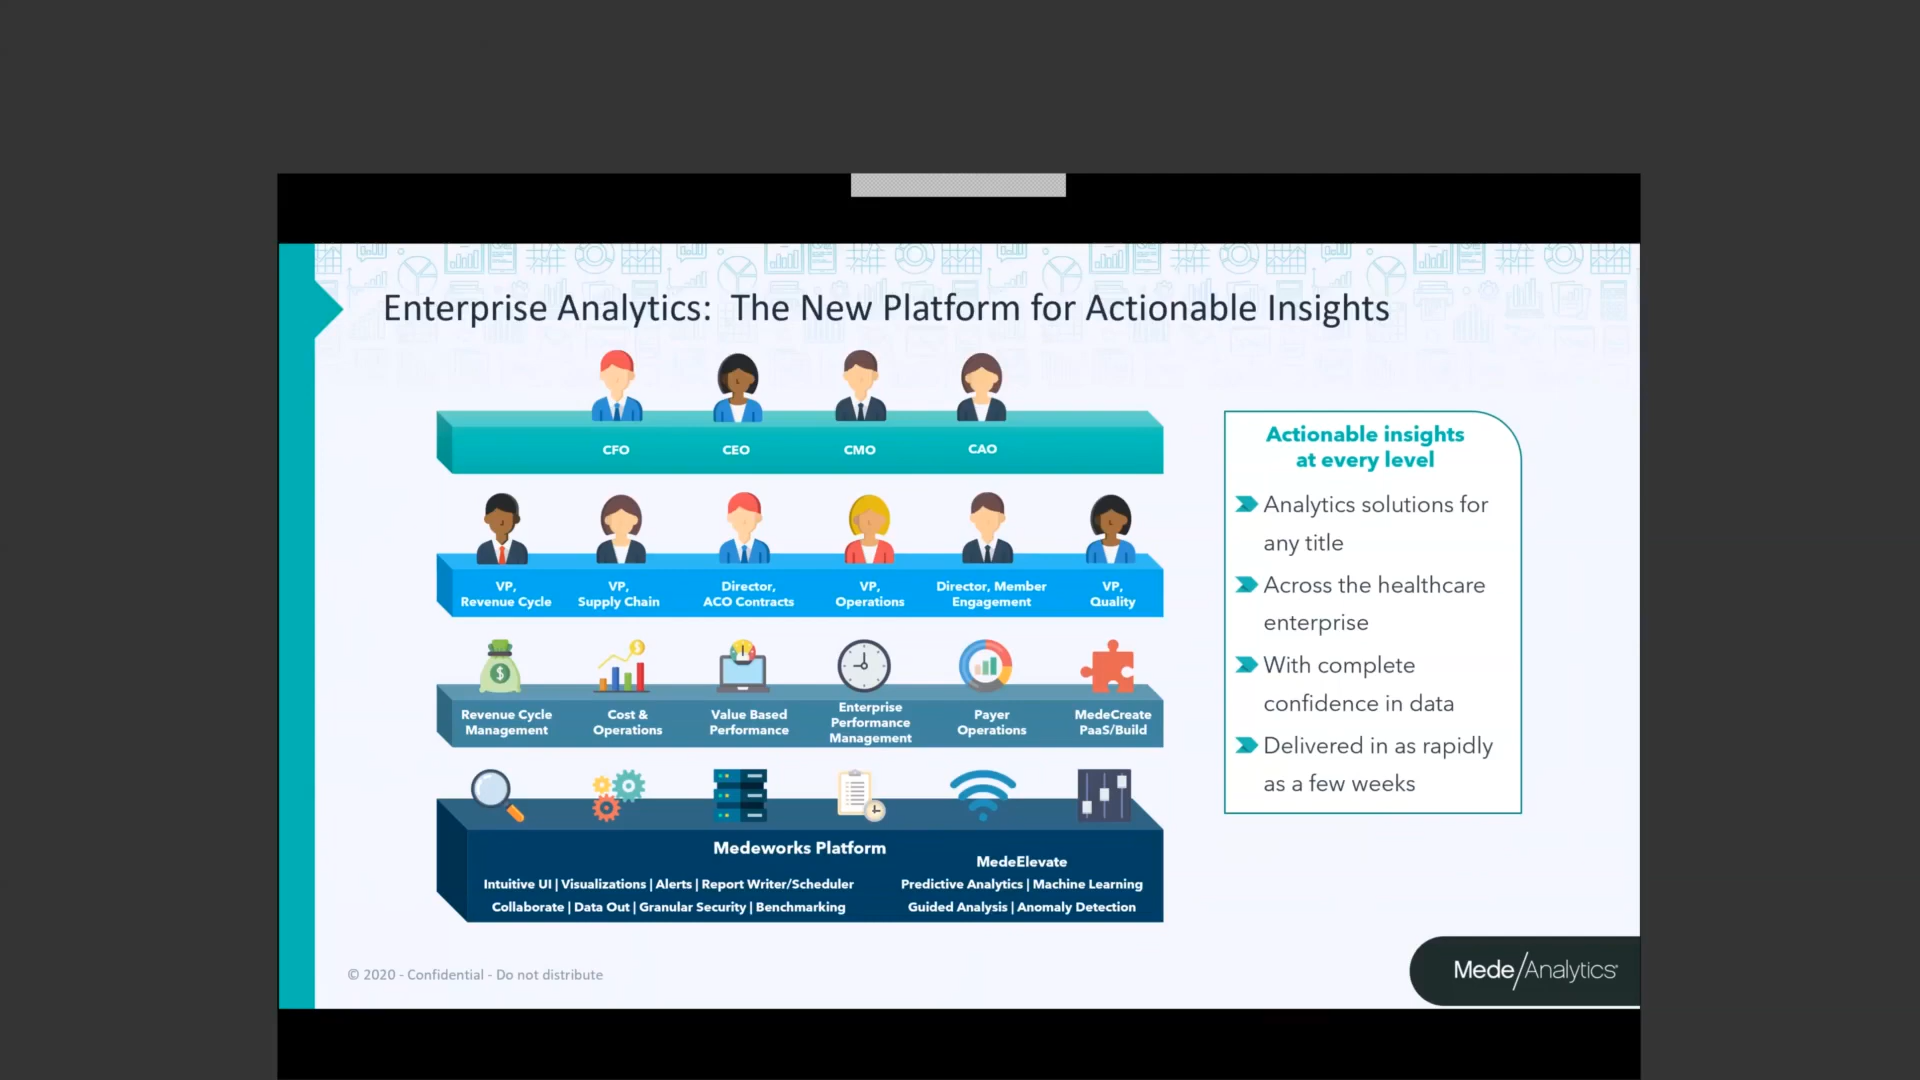 Enterprise Analytics: The New Platform for Actionable Insights
CFO
CEO
CMO
CAO
VP,
Revenue Cycle
VP,
Supply Chain
Director,
ACO Contracts
VP,
Operations
Director, Member
Engagement
VP,
Quality
Revenue Cycle
Management
Cost &
Operations
Value Based
Performance
Enterprise
Performance
Management
Payer
Operations
MedeCreate
PaaS/Build
Medeworks Platform
Intuitive UI | Visualizations | Alerts | Report Writer/Scheduler
Collaborate | Data Out | Granular Security | Benchmarking
MedeElevate
Predictive Analytics | Machine Learning
Guided Analysis | Anomaly Detection
Actionable insights
at every level
Analytics solutions for
any title
Across the healthcare
enterprise
With complete
confidence in data
Delivered in as rapidly
as a few weeks
© 2020 - Confidential - Do not distribute
Mede/Analytics